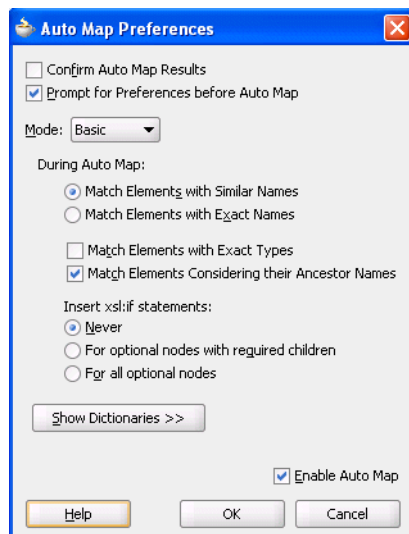 Auto Map Preferences
Confirm Auto Map Results
Prompt for Preferences before Auto Map
Mode: Basic
During Auto Map:
Match Elements with Similar Names
Match Elements with Exact Names
Match Elements with Exact Types
Match Elements Considering their Ancestor Names
Insert xsl:if statements:
Never
For optional nodes with required children
For all optional nodes
Show Dictionaries >>
Enable Auto Map
Help OK Cancel